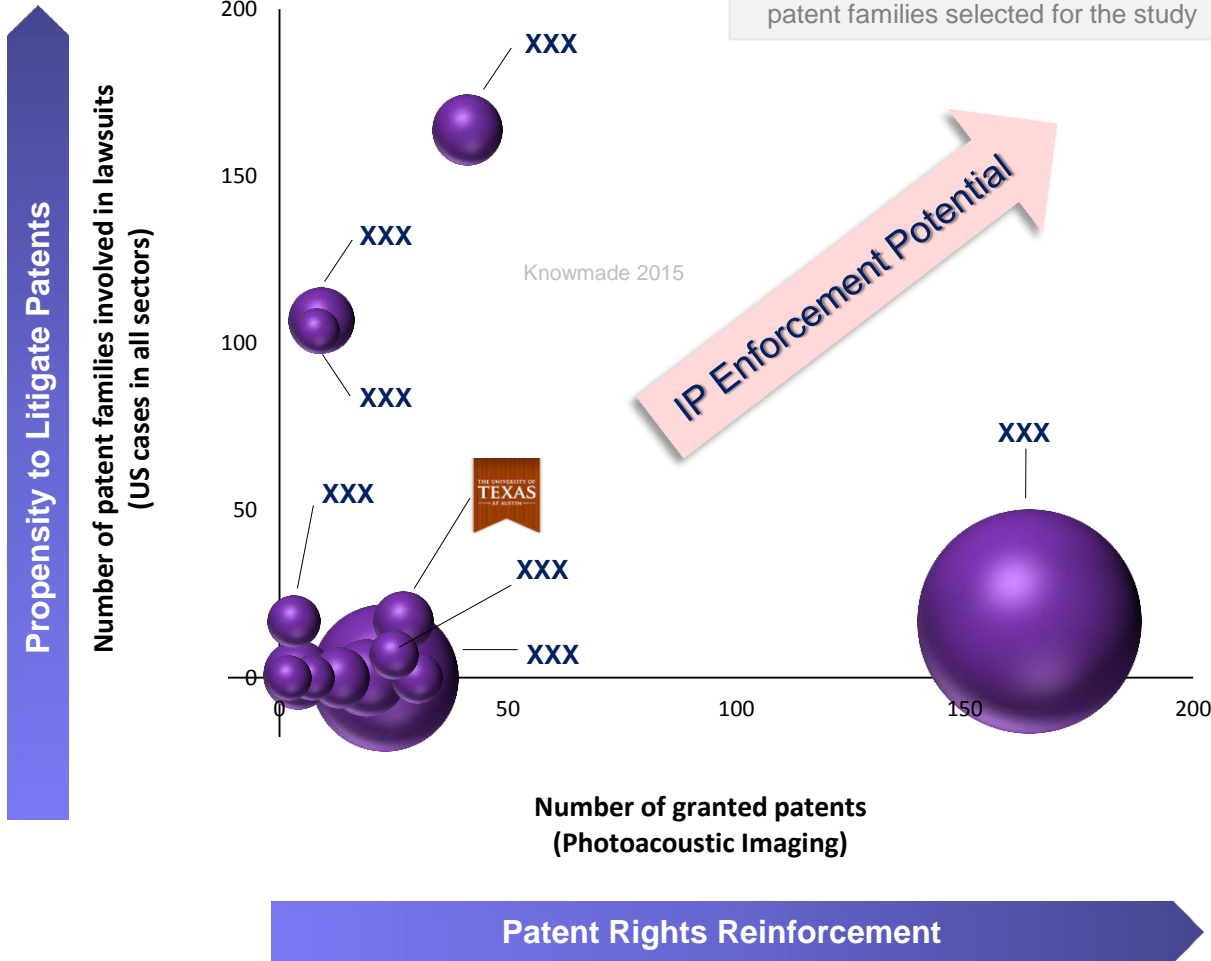 patent families selected for the study
200
150
100
50
0
Propensity to Litigate Patents
Number of patent families involved in lawsuits
(US cases in all sectors)
XXX
XXX
XXX
XXX
THE UNIVERSITY OF
TEXAS
AT AUSTIN
XXX
XXX
XXX
Knowmade 2015
IP Enforcement Potential
0
50
100
150
200
Number of granted patents
(Photoacoustic Imaging)
Patent Rights Reinforcement